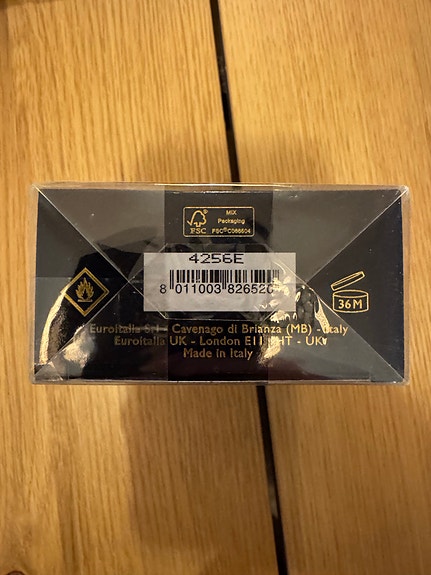 FSC
MIX
Packaging
FSC® C066604
4256E
8 011003 82652
36M
EuroItalia Srl - Cavenago di Brianza (MB) - Italy
EuroItalia UK - London E11 - UK
Made in Italy